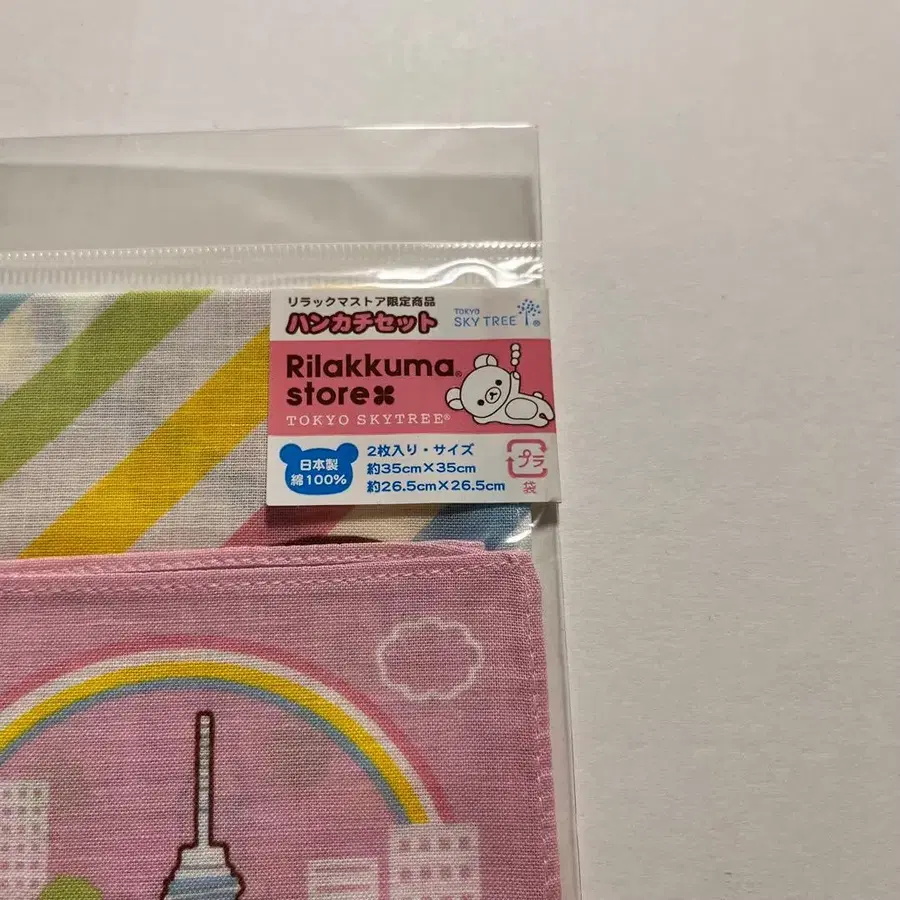 リラックマストア限定商品
ハンカチセット
TOKYO
SKY TREE®
Rilakkuma®
store
TOKYO SKYTREE®
日本製
綿100%
2枚入り・サイズ
約35cm×35cm
約26.5cm×26.5cm
プラ
袋